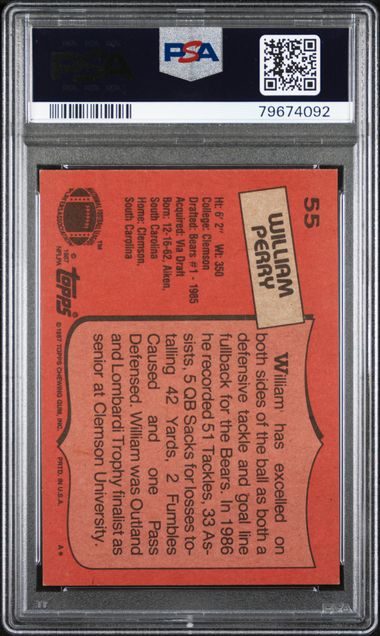 PSA
79674092
55
WILLIAM
PERRY
Ht: 6' 2" Wt: 350
College: Clemson
Drafted: Bears #1 - 1985
Acquired: Via Draft
Born: 12-16-62, Aiken,
South Carolina
Home: Clemson,
South Carolina
William has excelled on
both sides of the ball as both a
defensive tackle and goal line
fullback for the Bears. In 1986
he recorded 51 Tackles, 33 As-
sists, 5 QB Sacks for losses to-
talling 42 Yards, 2 Fumbles
Caused and one Pass
Defensed. William was Outland
and Lombardi Trophy finalist as
senior at Clemson University.
TM
© 1987
NFLPA
topps
© 1987 TOPPS CHEWING GUM, INC.
PRTD. IN U.S.A.
A*
PSA